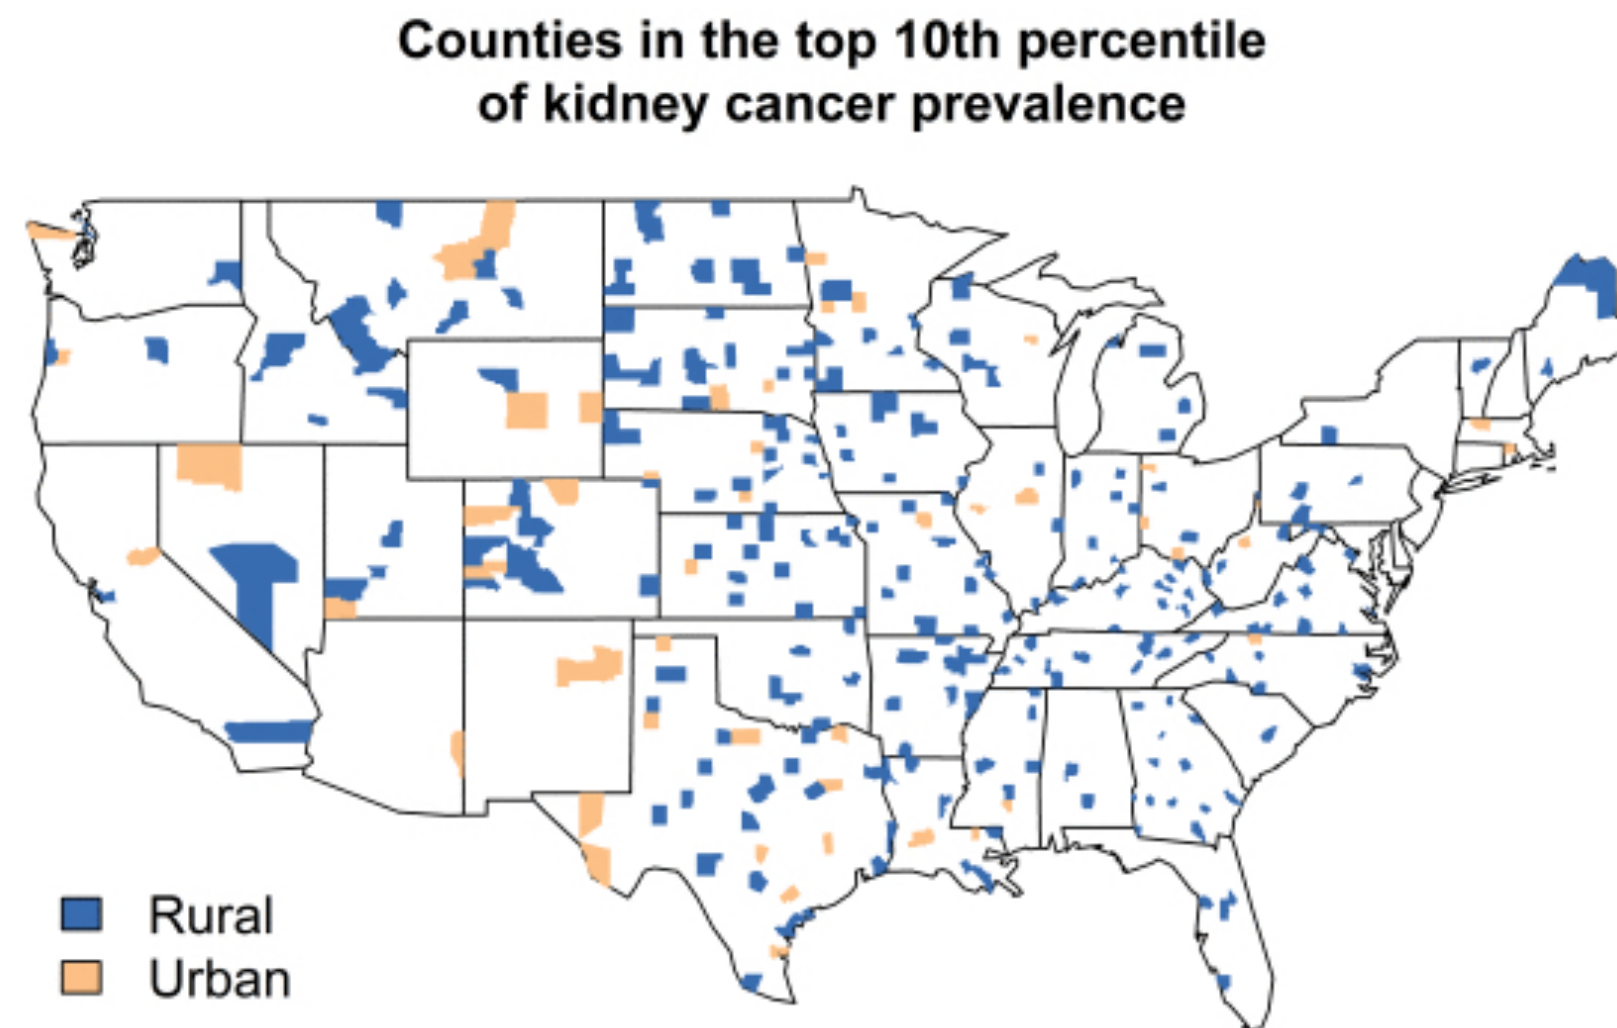 Counties in the top 10th percentile
of kidney cancer prevalence
Rural
Urban